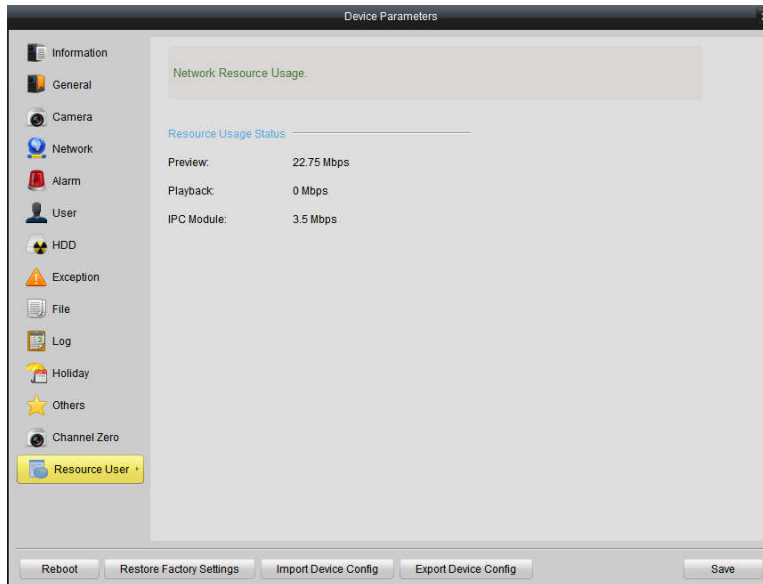 Device Parameters
Information
General
Camera
Network
Alarm
User
HDD
Exception
File
Log
Holiday
Others
Channel Zero
Resource User
Network Resource Usage.
Resource Usage Status
Preview: 22.75 Mbps
Playback: 0 Mbps
IPC Module: 3.5 Mbps
Reboot Restore Factory Settings Import Device Config Export Device Config Save